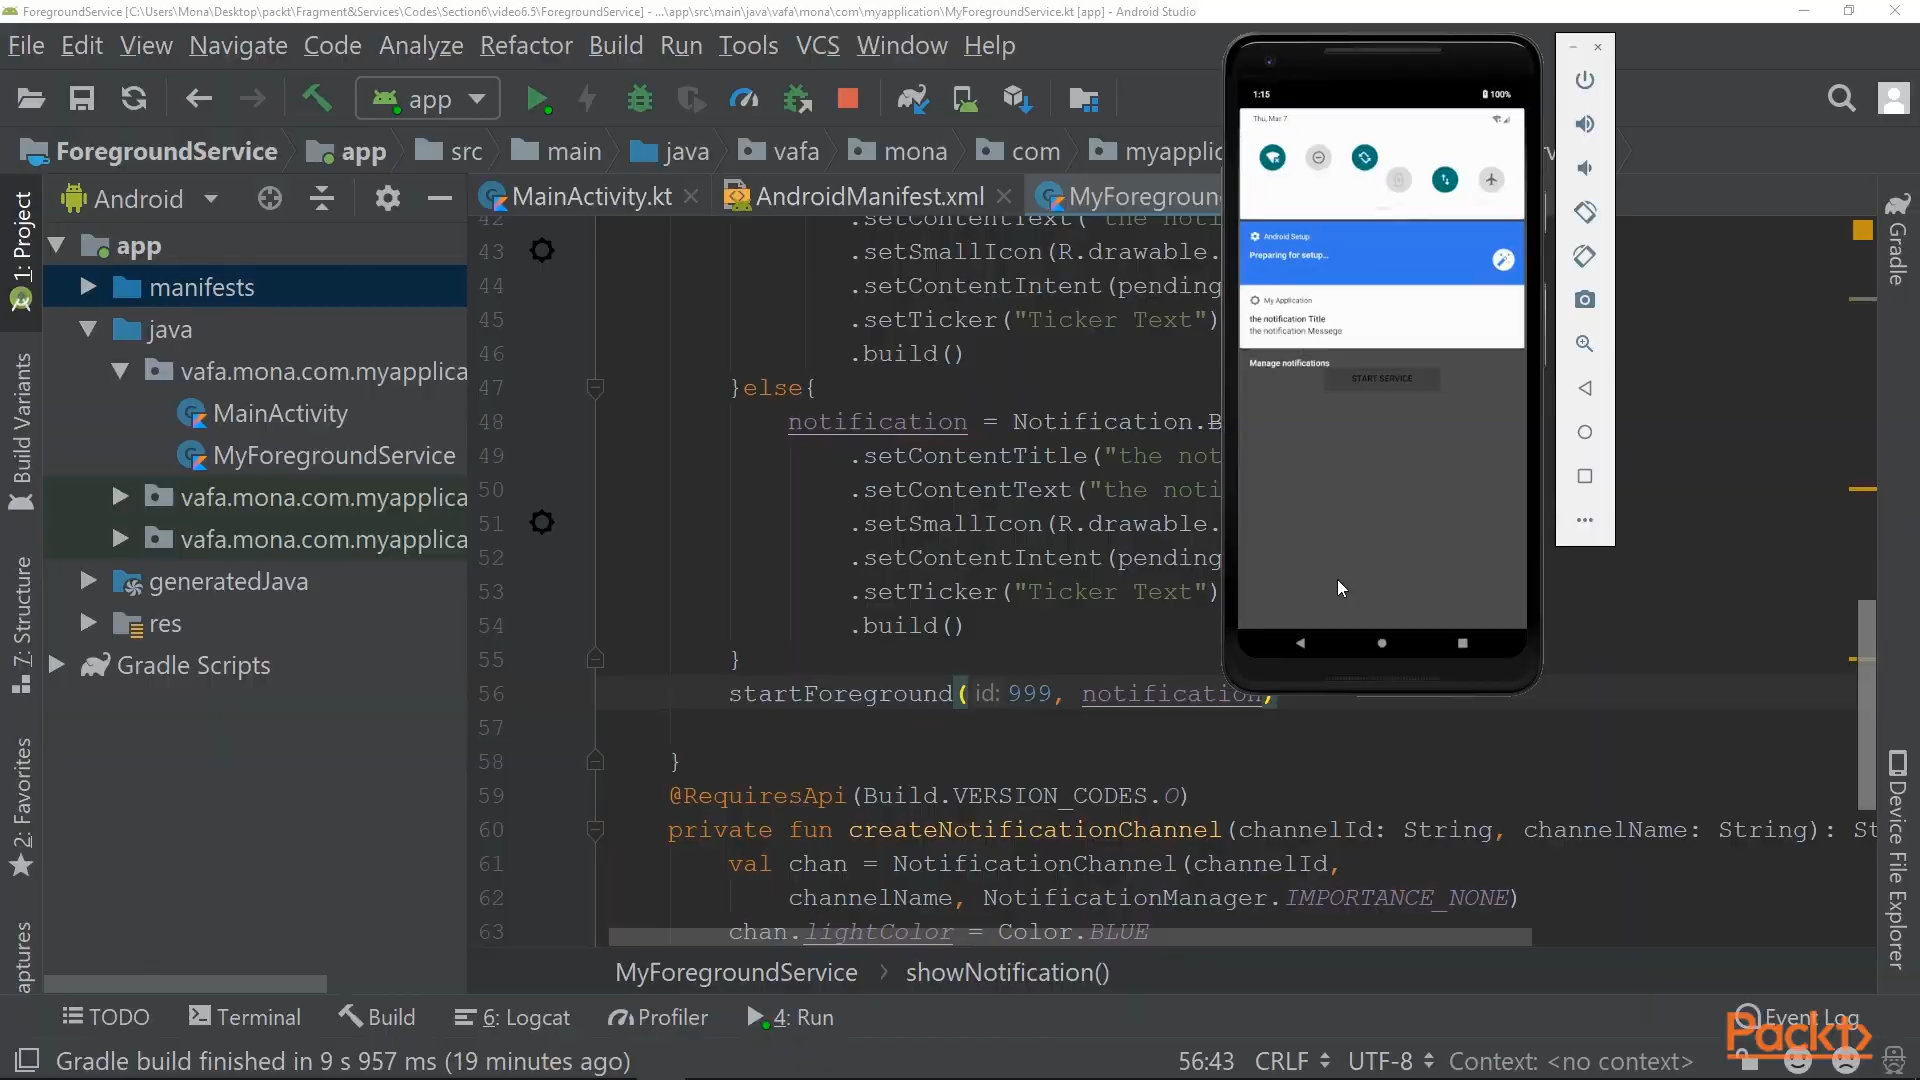 ForegroundService [C:\Users\Mona\Desktop\packt\Fragment&Services\Codes\Section6\video6.5\ForegroundService] - ...\app\src\main\java\vafa\mona\com\myapplication\MyForegroundService.kt [app] - Android Studio
File Edit View Navigate Code Analyze Refactor Build Run Tools VCS Window Help
app
ForegroundService app src main java vafa mona com myapplic
Android
MainActivity.kt AndroidManifest.xml MyForegroun
1: Project
Build Variants
7: Structure
2: Favorites
aptures
app
manifests
java
vafa.mona.com.myapplica
MainActivity
MyForegroundService
vafa.mona.com.myapplica
vafa.mona.com.myapplica
generatedJava
res
Gradle Scripts
42 .setContentText("the noti
43 .setSmallIcon(R.drawable.
44 .setContentIntent(pending
45 .setTicker("Ticker Text")
46 .build()
47 }else{
48 notification = Notification.B
49 .setContentTitle("the not
50 .setContentText("the noti
51 .setSmallIcon(R.drawable.
52 .setContentIntent(pending
53 .setTicker("Ticker Text")
54 .build()
55 }
56 startForeground( id: 999, notification)
57
58 }
59 @RequiresApi(Build.VERSION_CODES.O)
60 private fun createNotificationChannel(channelId: String, channelName: String): St
61 val chan = NotificationChannel(channelId,
62 channelName, NotificationManager.IMPORTANCE_NONE)
63 chan.lightColor = Color.BLUE
MyForegroundService › showNotification()
1:15 100%
Thu, Mar 7
Android Setup
Preparing for setup...
My Application
the notification Title
the notification Messege
Manage notifications
START SERVICE
Gradle
Device File Explorer
TODO Terminal Build 6: Logcat Profiler 4: Run Event Log
Packt>
Gradle build finished in 9 s 957 ms (19 minutes ago) 56:43 CRLF UTF-8 Context: <no context>